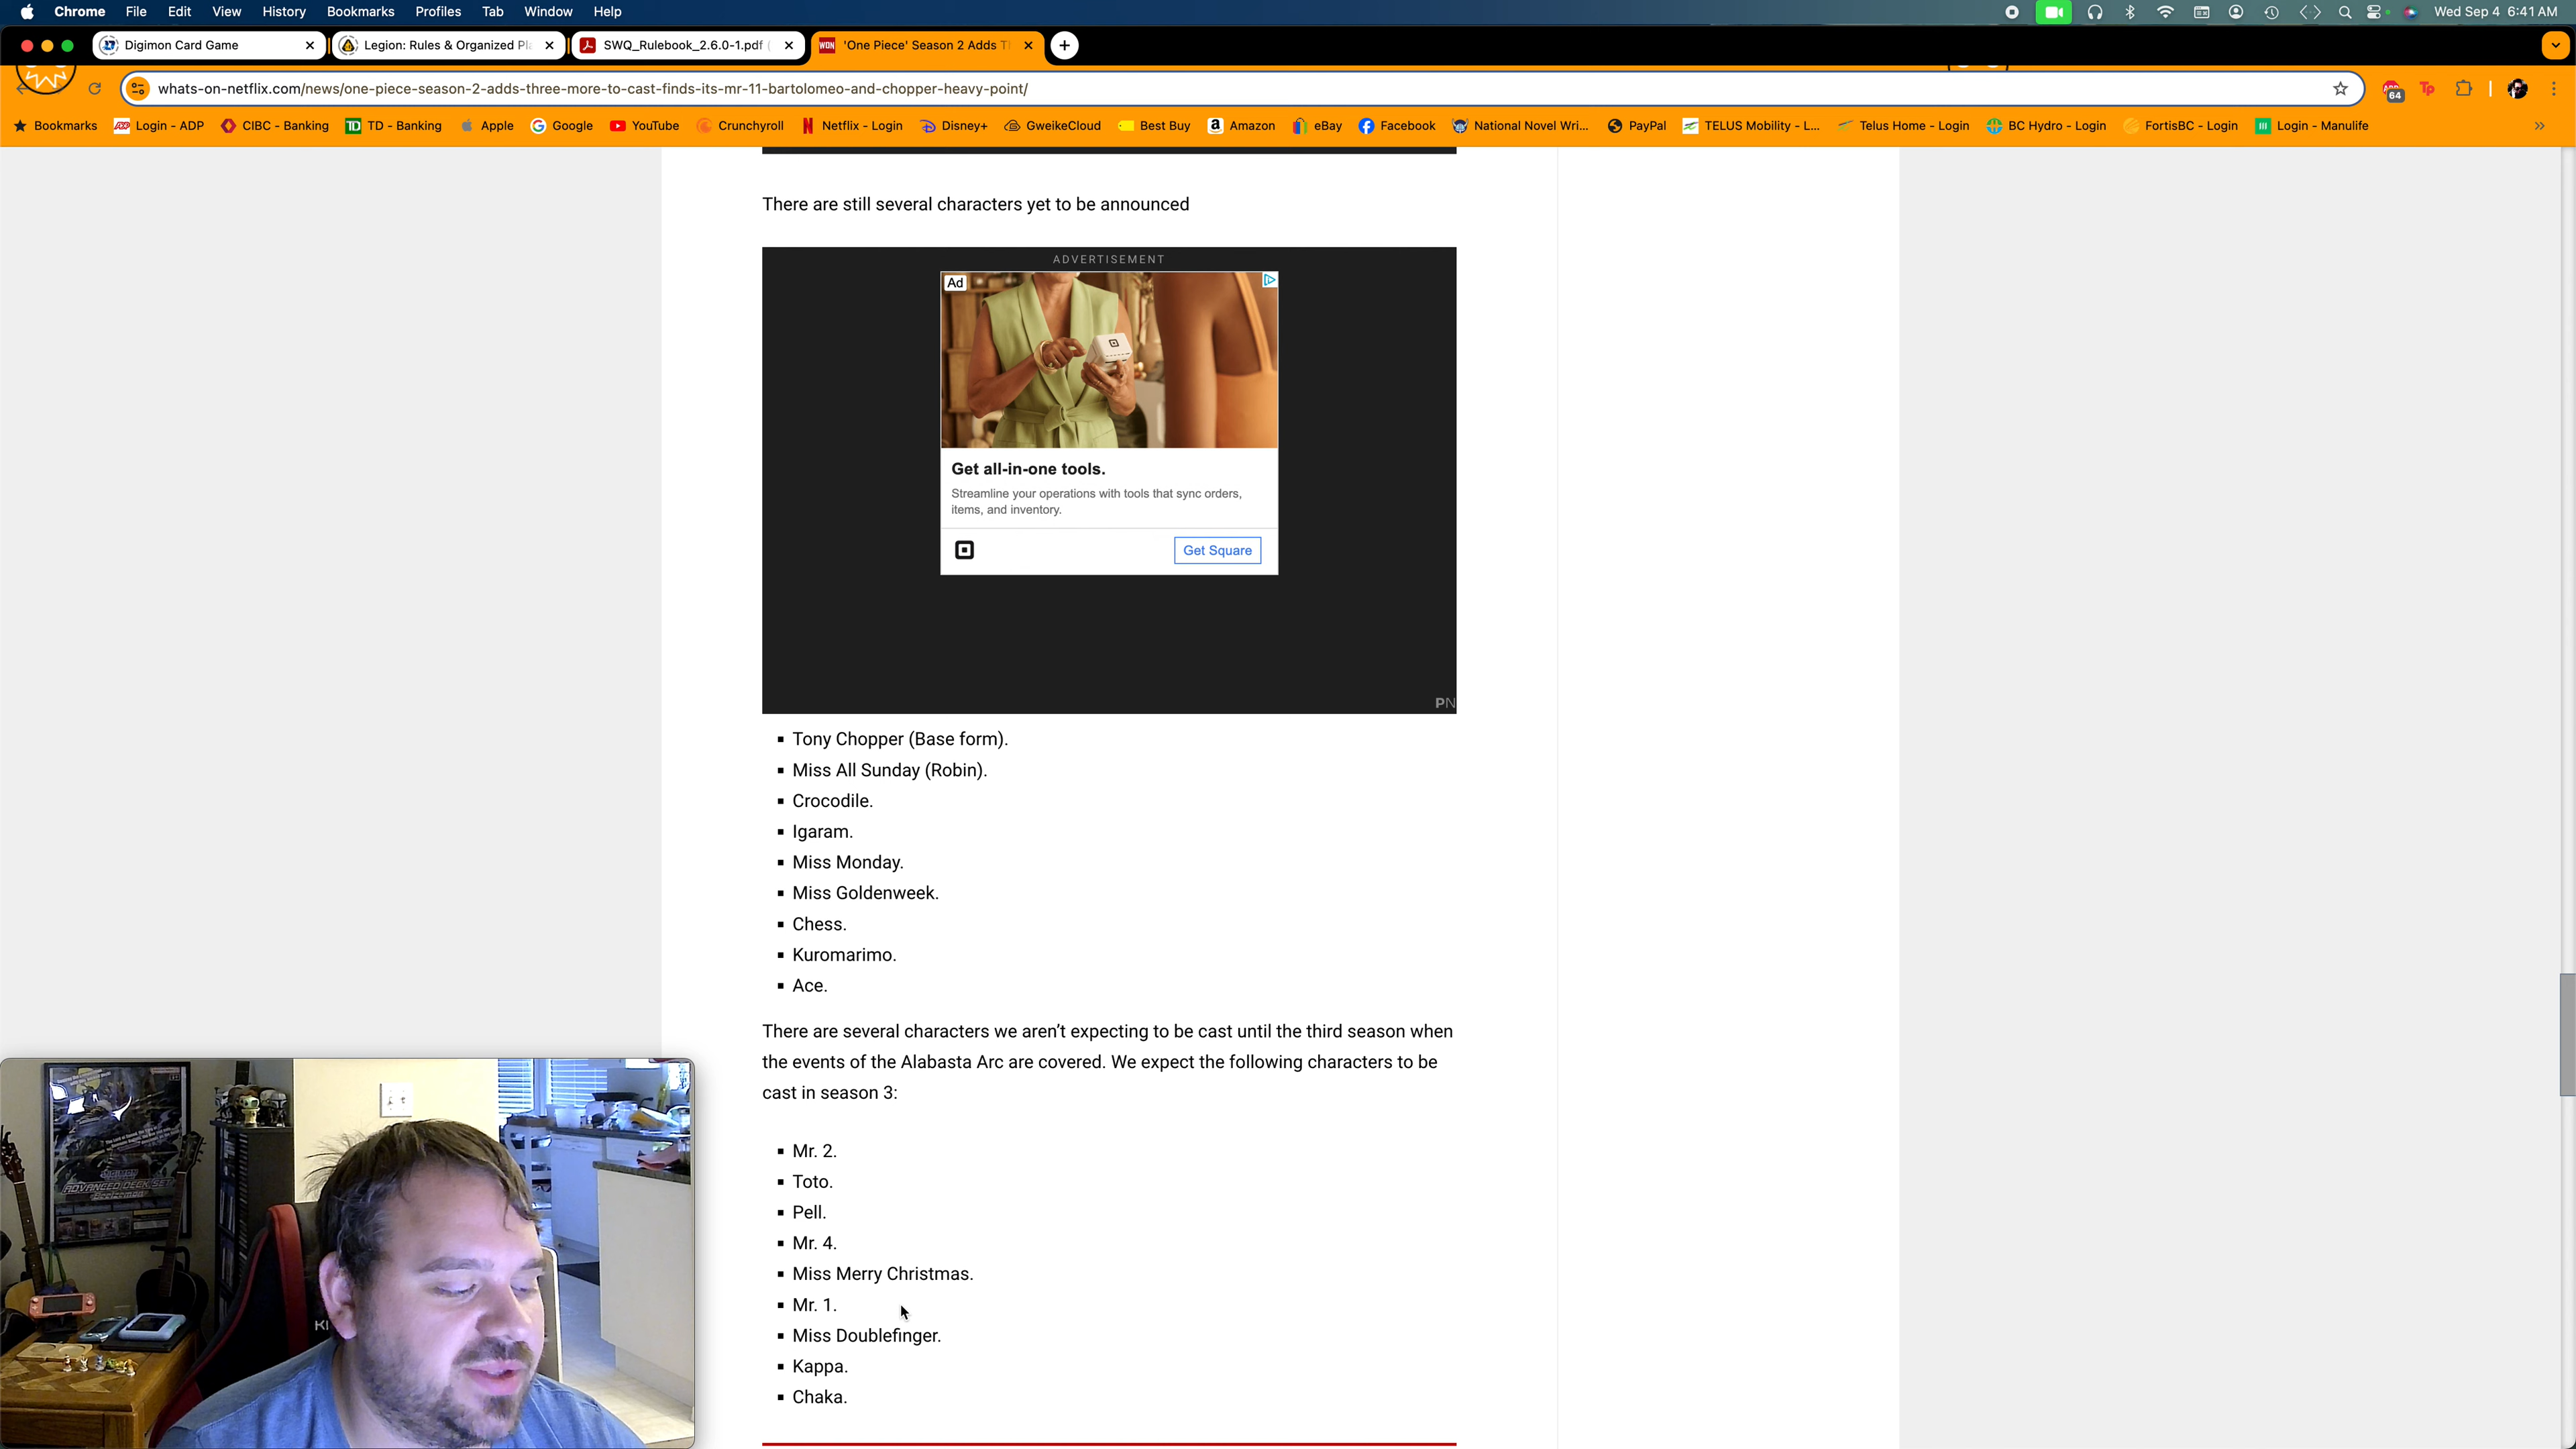 Chrome File Edit View History Bookmarks Profiles Tab Window Help Wed Sep 4 6:41 AM
Digimon Card Game Legion: Rules & Organized Pl SWQ_Rulebook_2.6.0-1.pdf ( WON 'One Piece' Season 2 Adds T
whats-on-netflix.com/news/one-piece-season-2-adds-three-more-to-cast-finds-its-mr-11-bartolomeo-and-chopper-heavy-point/ 64 Tp
Bookmarks Login - ADP CIBC - Banking TD - Banking Apple Google YouTube Crunchyroll Netflix - Login Disney+ GweikeCloud Best Buy Amazon eBay Facebook National Novel Wri... PayPal TELUS Mobility - L... Telus Home - Login BC Hydro - Login FortisBC - Login Login - Manulife
There are still several characters yet to be announced
ADVERTISEMENT
Ad
Get all-in-one tools.
Streamline your operations with tools that sync orders,
items, and inventory.
Get Square
PN
Tony Chopper (Base form).
Miss All Sunday (Robin).
Crocodile.
Igaram.
Miss Monday.
Miss Goldenweek.
Chess.
Kuromarimo.
Ace.
There are several characters we aren't expecting to be cast until the third season when
the events of the Alabasta Arc are covered. We expect the following characters to be
cast in season 3:
Mr. 2.
Toto.
Pell.
Mr. 4.
Miss Merry Christmas.
Mr. 1.
Miss Doublefinger.
Kappa.
Chaka.
ADVANCED DECK SET